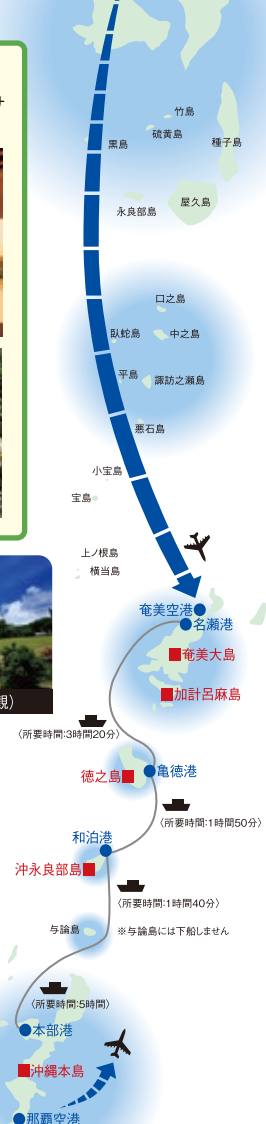 竹島
硫黄島
種子島
黒島
屋久島
永良部島
口之島
臥蛇島
中之島
平島
諏訪之瀬島
悪石島
小宝島
宝島
上ノ根島
横当島
奄美空港
名瀬港
奄美大島
加計呂麻島
観）
〈所要時間:3時間20分〉
亀徳港
徳之島
〈所要時間:1時間50分〉
和泊港
沖永良部島
〈所要時間:1時間40分〉
与論島
※与論島には下船しません
〈所要時間:5時間〉
本部港
沖縄本島
那覇空港